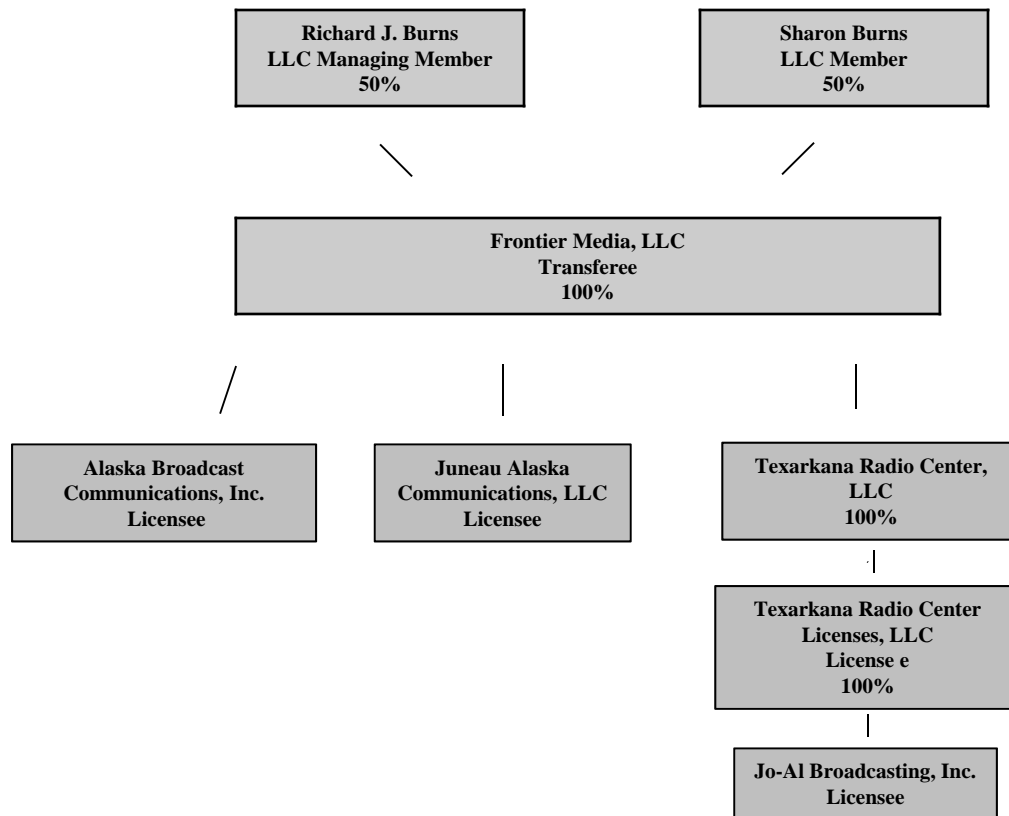 Richard J. Burns
LLC Managing Member
50%
Sharon Burns
LLC Member
50%
Frontier Media, LLC
Transferee
100%
Alaska Broadcast
Communications, Inc.
Licensee
Juneau Alaska
Communications, LLC
Licensee
Texarkana Radio Center,
LLC
100%
Texarkana Radio Center
Licenses, LLC
License e
100%
Jo-Al Broadcasting, Inc.
Licensee